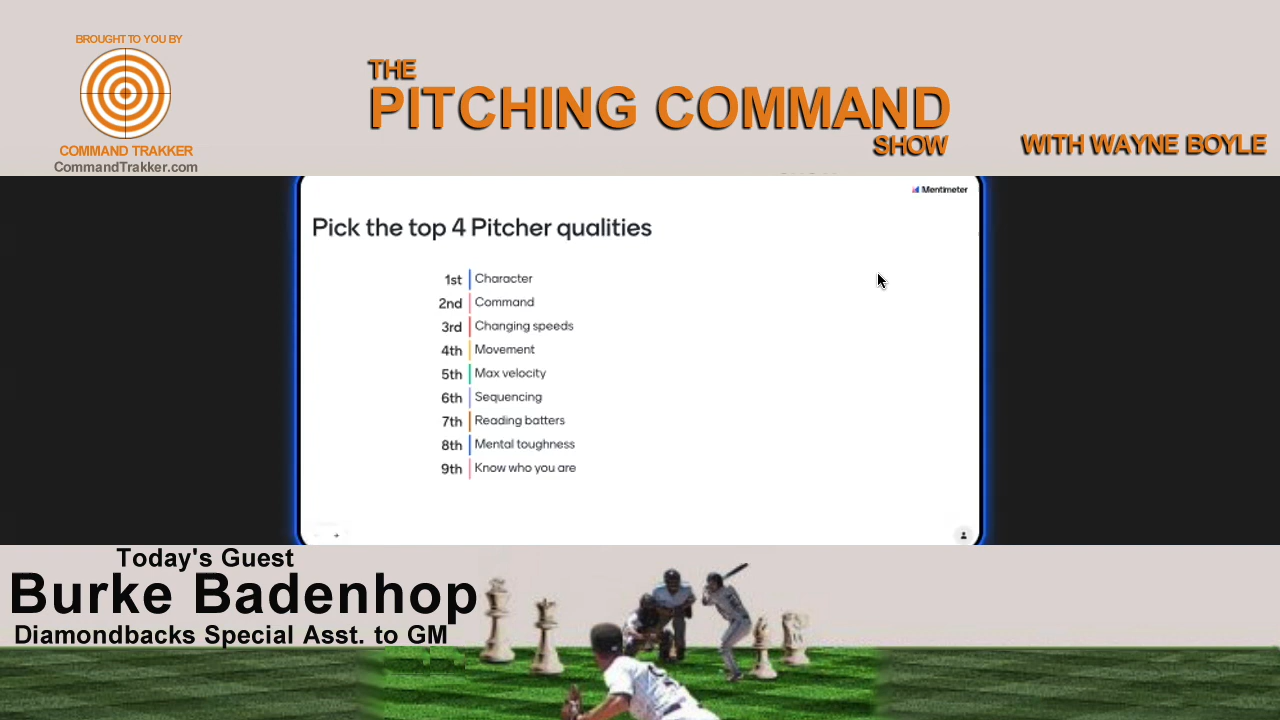 BROUGHT TO YOU BY
COMMAND TRAKKER
CommandTrakker.com
THE
PITCHING COMMAND
SHOW
WITH WAYNE BOYLE
Mentimeter
Pick the top 4 Pitcher qualities
1st Character
2nd Command
3rd Changing speeds
4th Movement
5th Max velocity
6th Sequencing
7th Reading batters
8th Mental toughness
9th Know who you are
Today's Guest
Burke Badenhop
Diamondbacks Special Asst. to GM